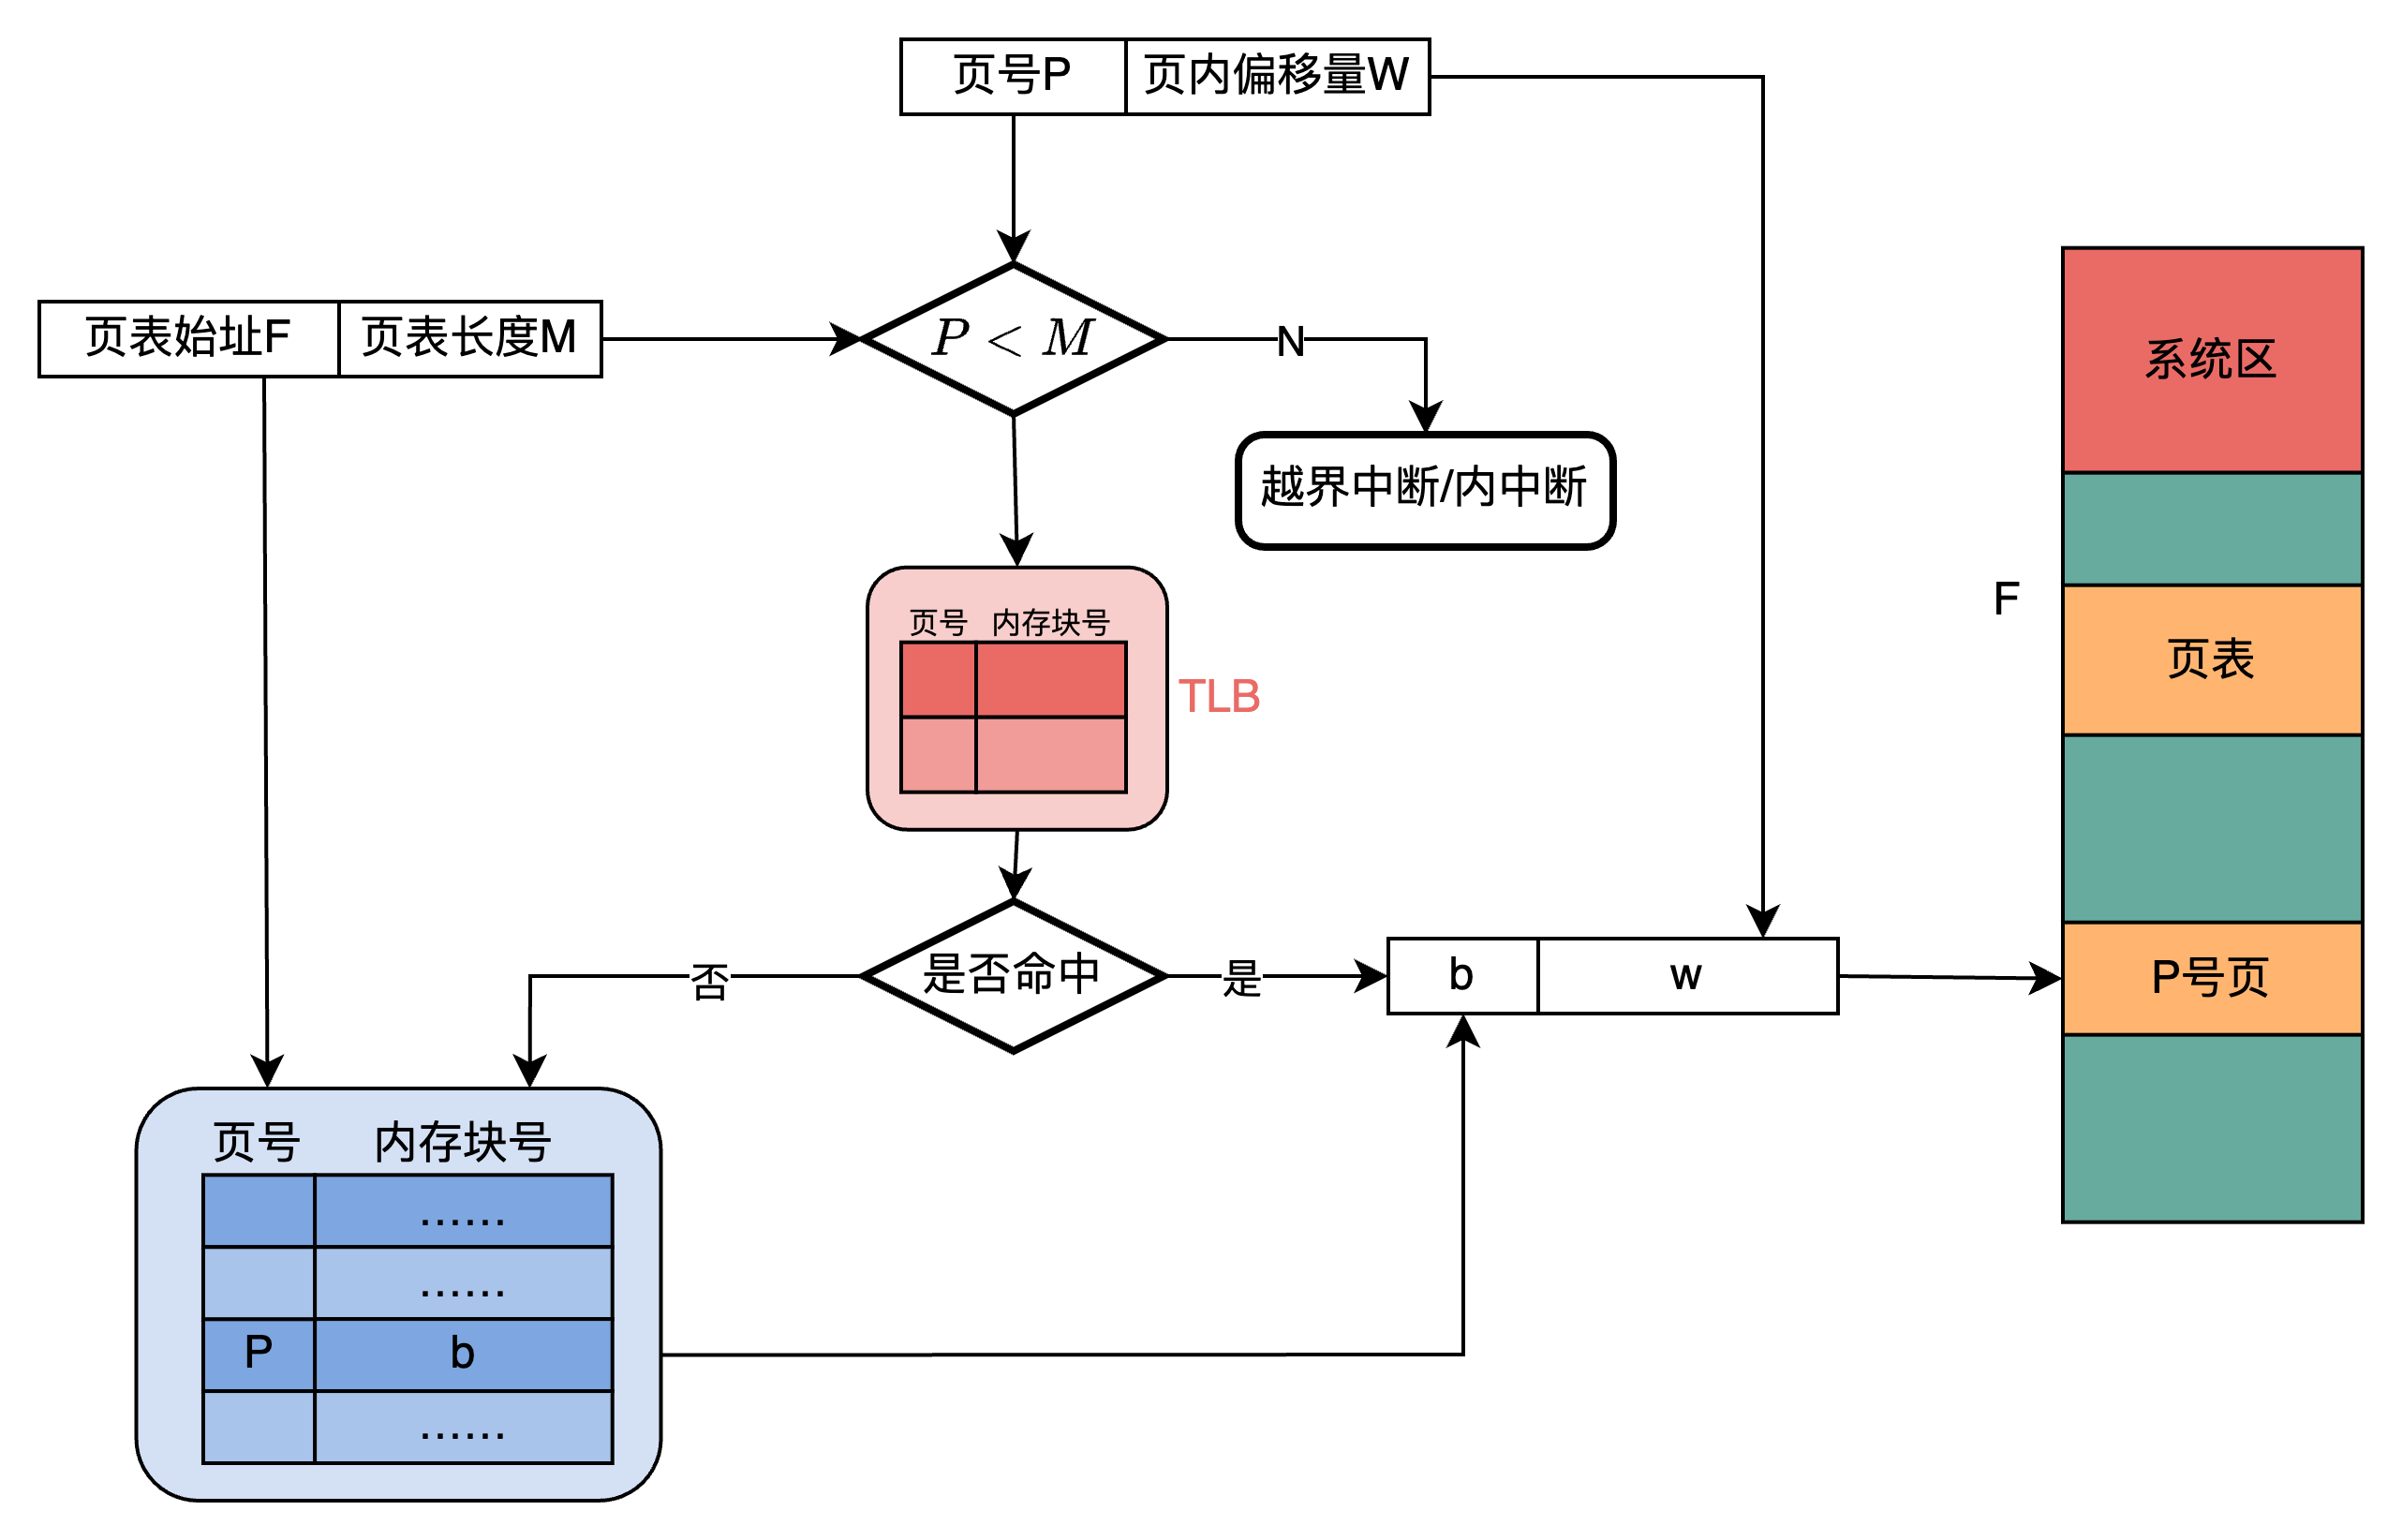 页号P 页内偏移量W
页表始址F 页表长度M
P < M
N
系统区
越界中断/内中断
F
页号 内存块号
页表
TLB
否
是否命中
是
b w
P号页
页号 内存块号
......
......
P b
......